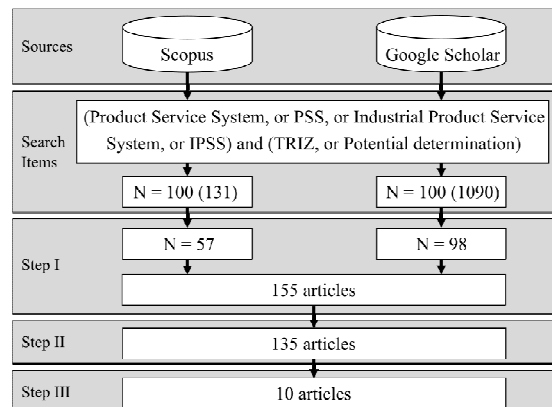 Sources
Scopus
Google Scholar
Search
Items
(Product Service System, or PSS, or Industrial Product Service
System, or IPSS) and (TRIZ, or Potential determination)
N = 100 (131)
N = 100 (1090)
Step I
N = 57
N = 98
155 articles
Step II
135 articles
Step III
10 articles